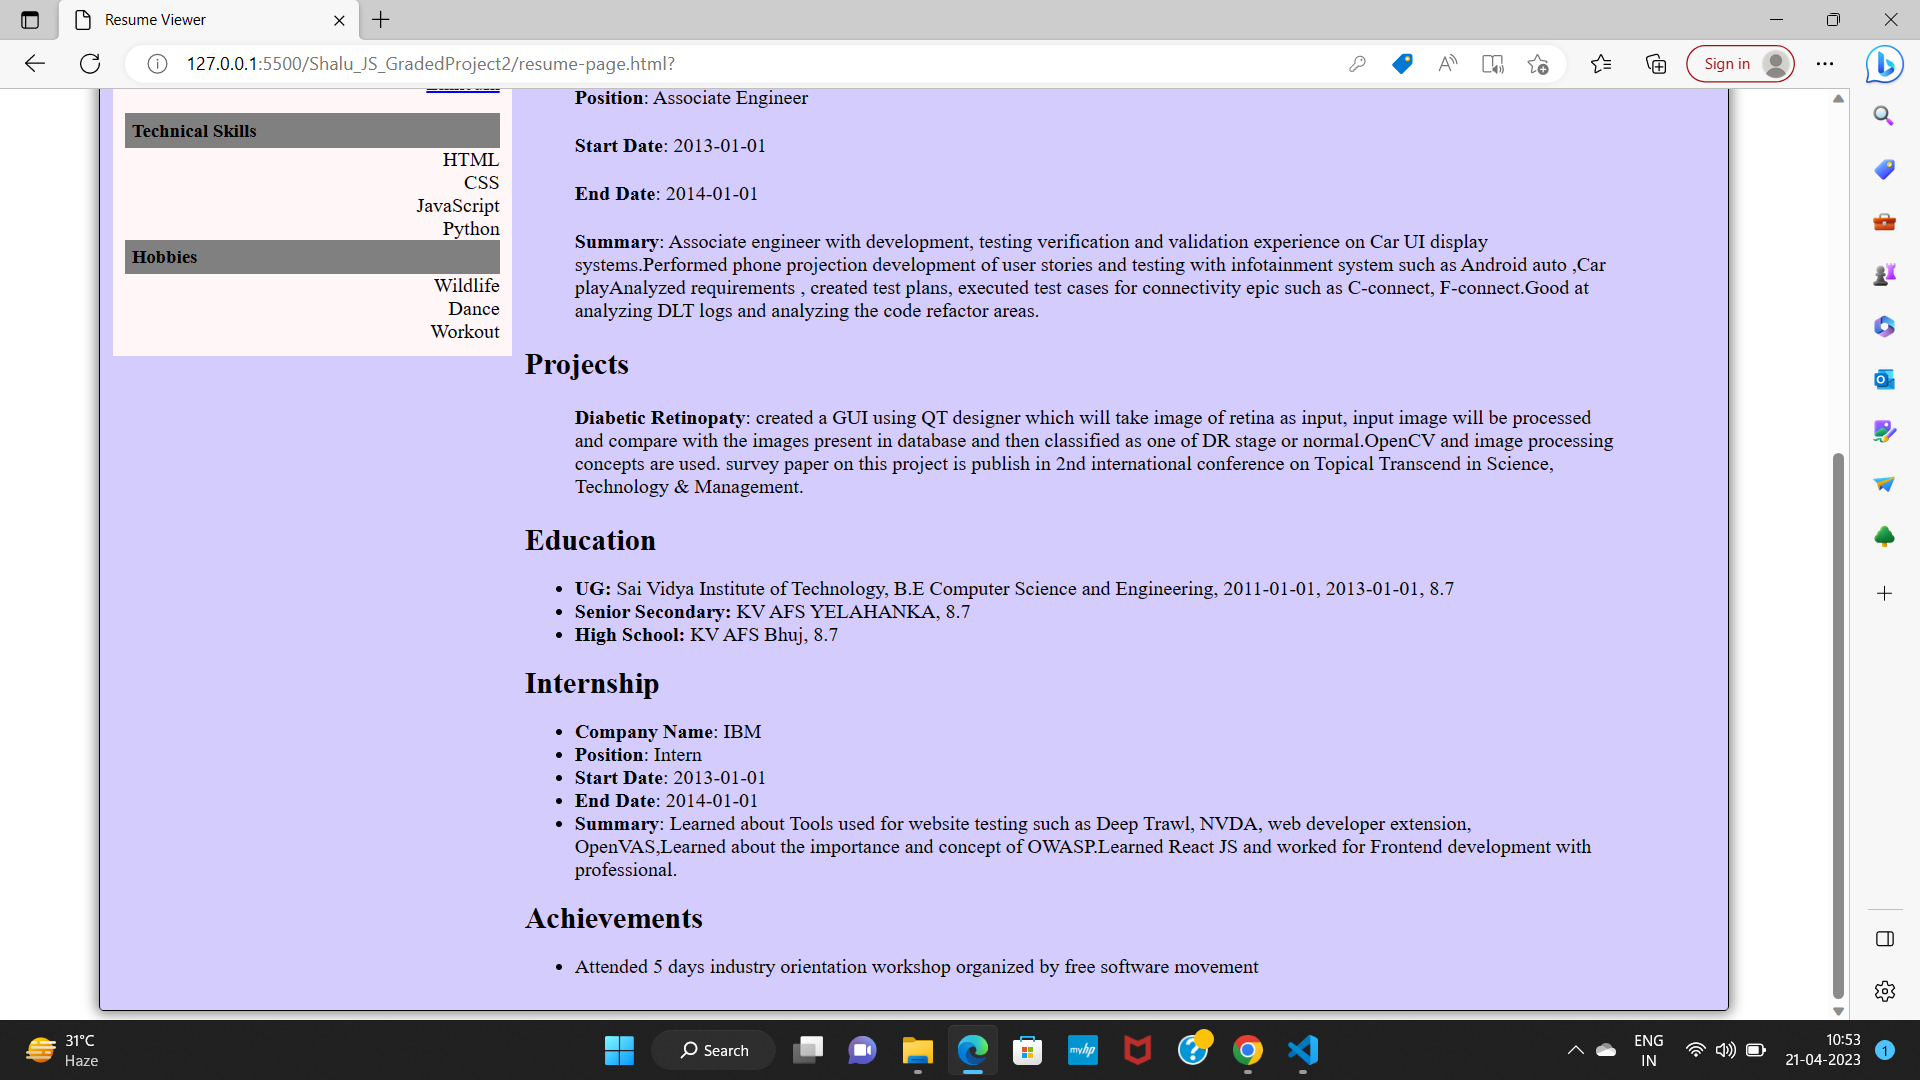 Resume Viewer
127.0.0.1:5500/Shalu_JS_GradedProject2/resume-page.html?
Sign in
Technical Skills
HTML
CSS
JavaScript
Python
Hobbies
Wildlife
Dance
Workout
Position: Associate Engineer
Start Date: 2013-01-01
End Date: 2014-01-01
Summary: Associate engineer with development, testing verification and validation experience on Car UI display
systems.Performed phone projection development of user stories and testing with infotainment system such as Android auto ,Car
playAnalyzed requirements , created test plans, executed test cases for connectivity epic such as C-connect, F-connect.Good at
analyzing DLT logs and analyzing the code refactor areas.
Projects
Diabetic Retinopaty: created a GUI using QT designer which will take image of retina as input, input image will be processed
and compare with the images present in database and then classified as one of DR stage or normal.OpenCV and image processing
concepts are used. survey paper on this project is publish in 2nd international conference on Topical Transcend in Science,
Technology & Management.
Education
• UG: Sai Vidya Institute of Technology, B.E Computer Science and Engineering, 2011-01-01, 2013-01-01, 8.7
• Senior Secondary: KV AFS YELAHANKA, 8.7
• High School: KV AFS Bhuj, 8.7
Internship
• Company Name: IBM
• Position: Intern
• Start Date: 2013-01-01
• End Date: 2014-01-01
• Summary: Learned about Tools used for website testing such as Deep Trawl, NVDA, web developer extension,
OpenVAS,Learned about the importance and concept of OWASP.Learned React JS and worked for Frontend development with
professional.
Achievements
• Attended 5 days industry orientation workshop organized by free software movement
31°C
Haze
Search
myhp
ENG
IN
10:53
21-04-2023
1